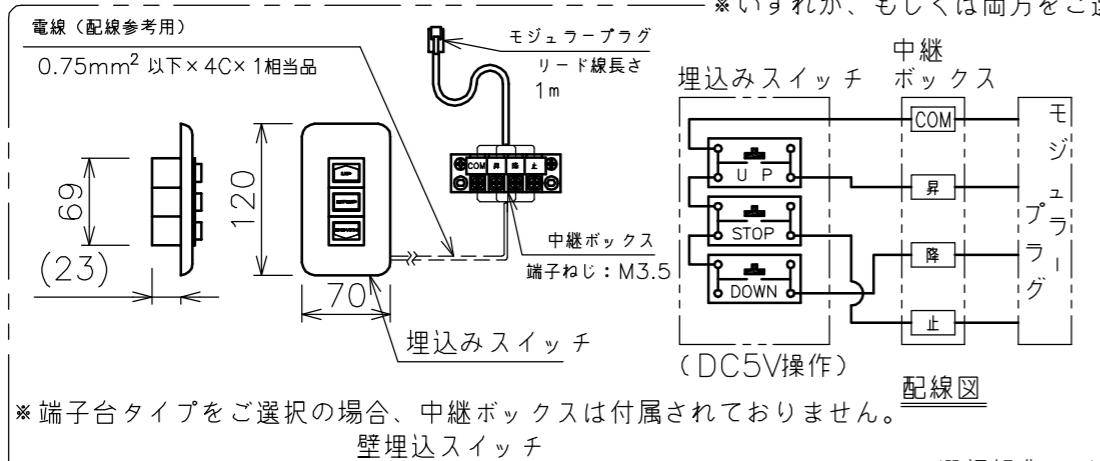 ※いずれか、もしくは両方をご選
電線（配線参考用）
0.75mm² 以下×4C×1相当品
モジュラープラグ
リード線長さ
1m
69
(23)
120
70
COM 昇 降 止
中継ボックス
端子ねじ：M3.5
埋込みスイッチ
埋込みスイッチ
中継
ボックス
COM
UP
昇
STOP
降
DOWN
止
モジュラープラグ
(DC5V操作)
配線図
※端子台タイプをご選択の場合、中継ボックスは付属されておりません。
壁埋込スイッチ